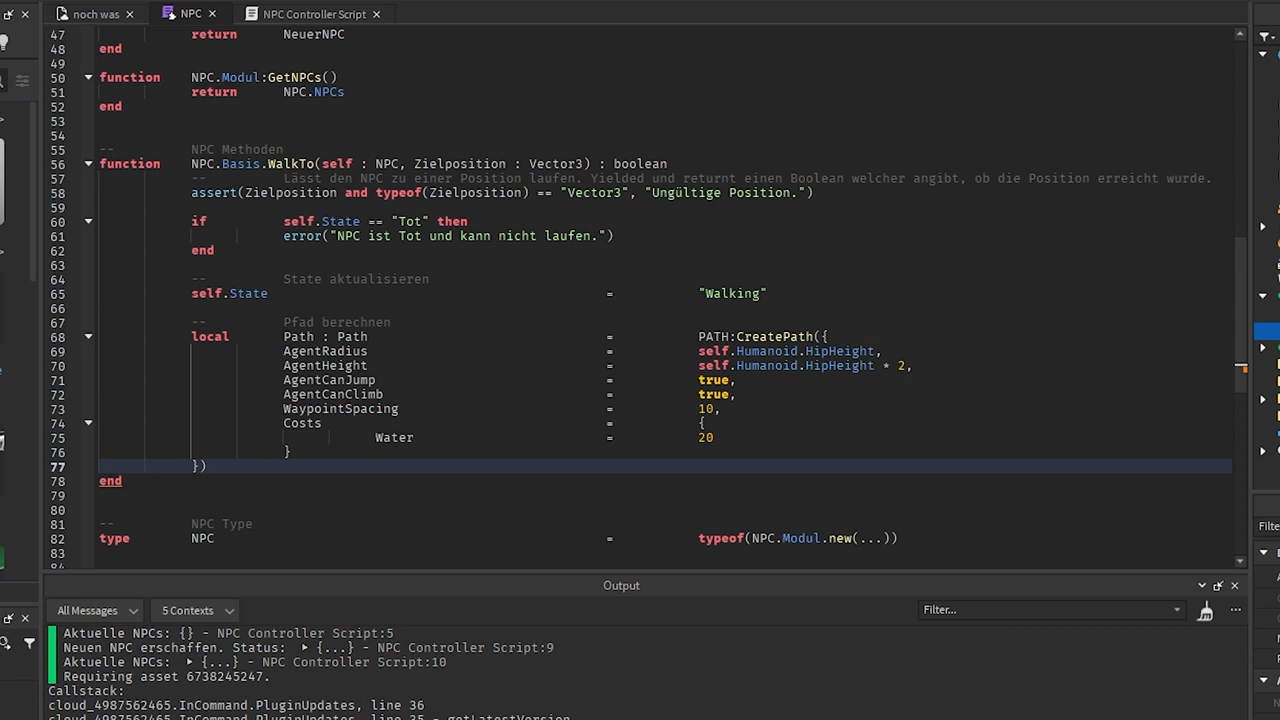 noch was
NPC
NPC Controller Script
47 return NeuerNPC
48 end
49
50 function NPC.Modul:GetNPCs()
51 return NPC.NPCs
52 end
53
54
55 -- NPC Methoden
56 function NPC.Basis.WalkTo(self : NPC, Zielposition : Vector3) : boolean
57 -- Lässt den NPC zu einer Position laufen. Yielded und returnt einen Boolean welcher angibt, ob die Position erreicht wurde.
58 assert(Zielposition and typeof(Zielposition) == "Vector3", "Ungültige Position.")
59
60 if self.State == "Tot" then
61 error("NPC ist Tot und kann nicht laufen.")
62 end
63
64 -- State aktualisieren
65 self.State = "Walking"
66
67 -- Pfad berechnen
68 local Path : Path = PATH:CreatePath({
69 AgentRadius = self.Humanoid.HipHeight,
70 AgentHeight = self.Humanoid.HipHeight * 2,
71 AgentCanJump = true,
72 AgentCanClimb = true,
73 WaypointSpacing = 10,
74 Costs = {
75 Water = 20
76 }
77 })
78 end
79
80
81 -- NPC Type
82 type NPC = typeof(NPC.Modul.new(...))
83
84
Filte
Output
All Messages 5 Contexts Filter... ...
Aktuelle NPCs: {} - NPC Controller Script:5
Neuen NPC erschaffen. Status: ▶ {...} - NPC Controller Script:9
Aktuelle NPCs: ▶ {...} - NPC Controller Script:10
Requiring asset 6738245247.
Callstack:
cloud_4987562465.InCommand.PluginUpdates, line 36
cloud_4987562465.InCommand.PluginUpdates, line 35 - getLatestVersion